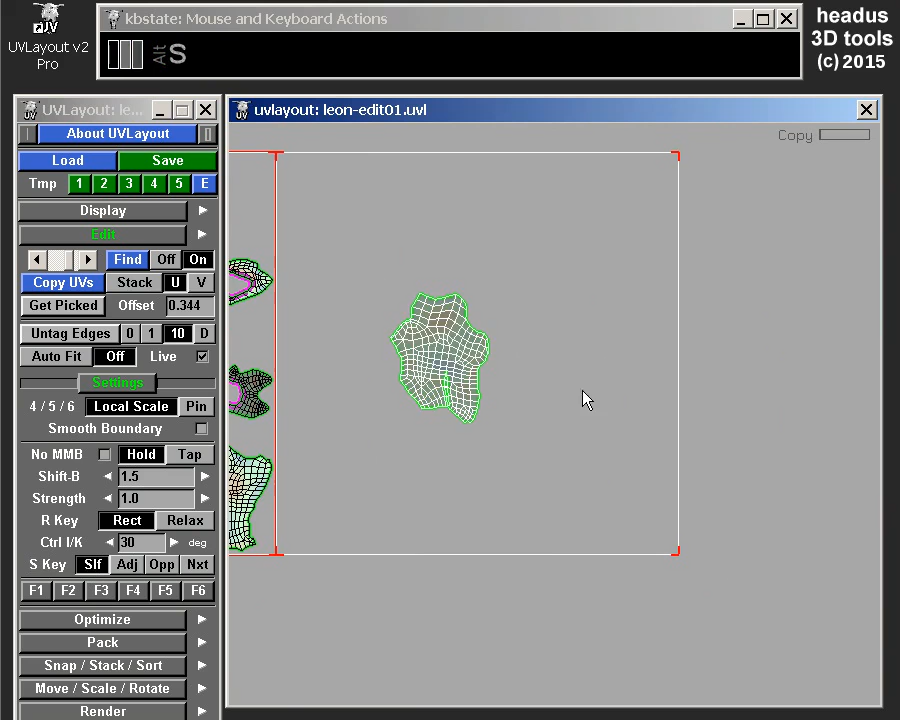 UV
UVLayout v2
Pro
kbstate: Mouse and Keyboard Actions
Alt S
headus
3D tools
(c) 2015
UVLayout: le...
About UVLayout
Load Save
Tmp 1 2 3 4 5 E
Display
Edit
Find Off On
Copy UVs Stack U V
Get Picked Offset 0.344
Untag Edges 0 1 10 D
Auto Fit Off Live
Settings
4 / 5 / 6 Local Scale Pin
Smooth Boundary
No MMB Hold Tap
Shift-B 1.5
Strength 1.0
R Key Rect Relax
Ctrl I/K 30 deg
S Key Slf Adj Opp Nxt
F1 F2 F3 F4 F5 F6
Optimize
Pack
Snap / Stack / Sort
Move / Scale / Rotate
Render
uvlayout: leon-edit01.uvl
Copy